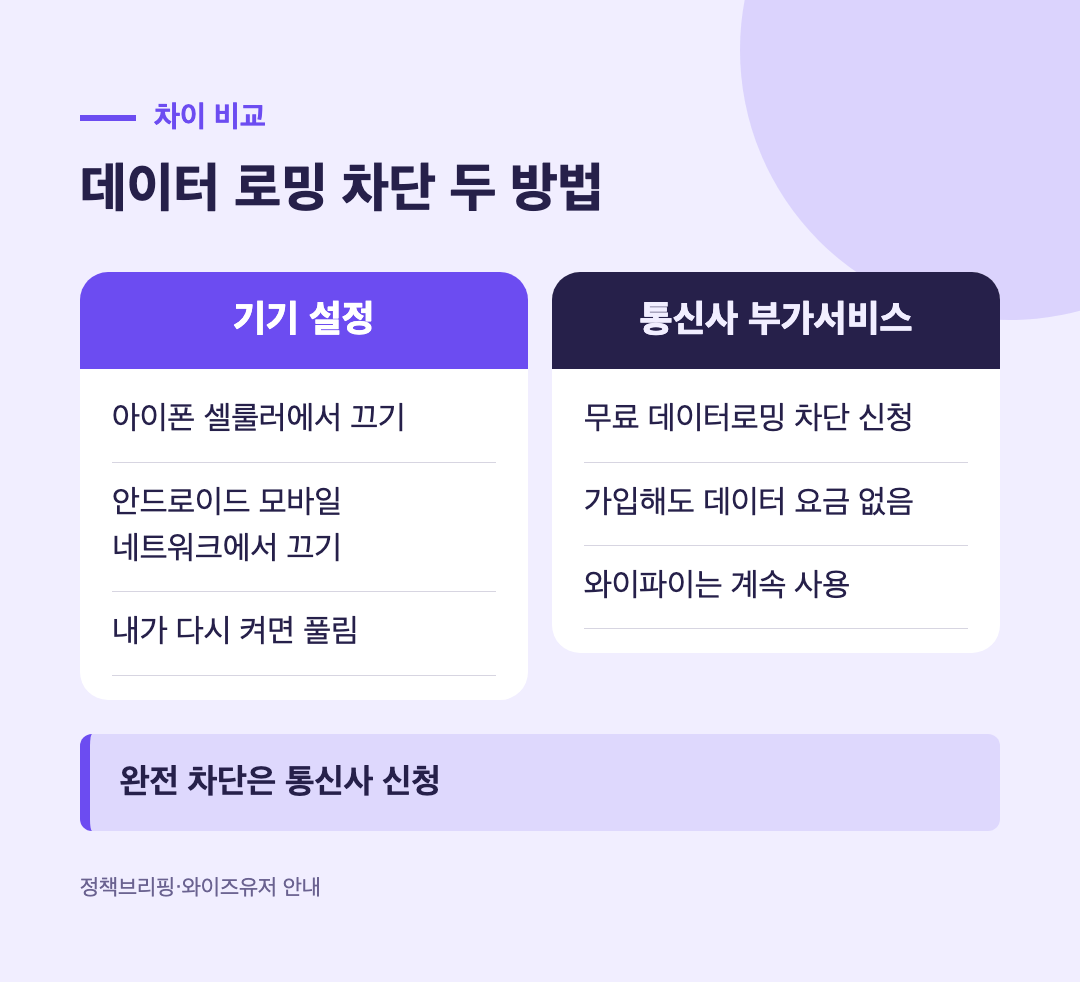 차이 비교
데이터 로밍 차단 두 방법
기기 설정
아이폰 셀룰러에서 끄기
안드로이드 모바일
네트워크에서 끄기
내가 다시 켜면 풀림
통신사 부가서비스
무료 데이터로밍 차단 신청
가입해도 데이터 요금 없음
와이파이는 계속 사용
완전 차단은 통신사 신청
정책브리핑·와이즈유저 안내